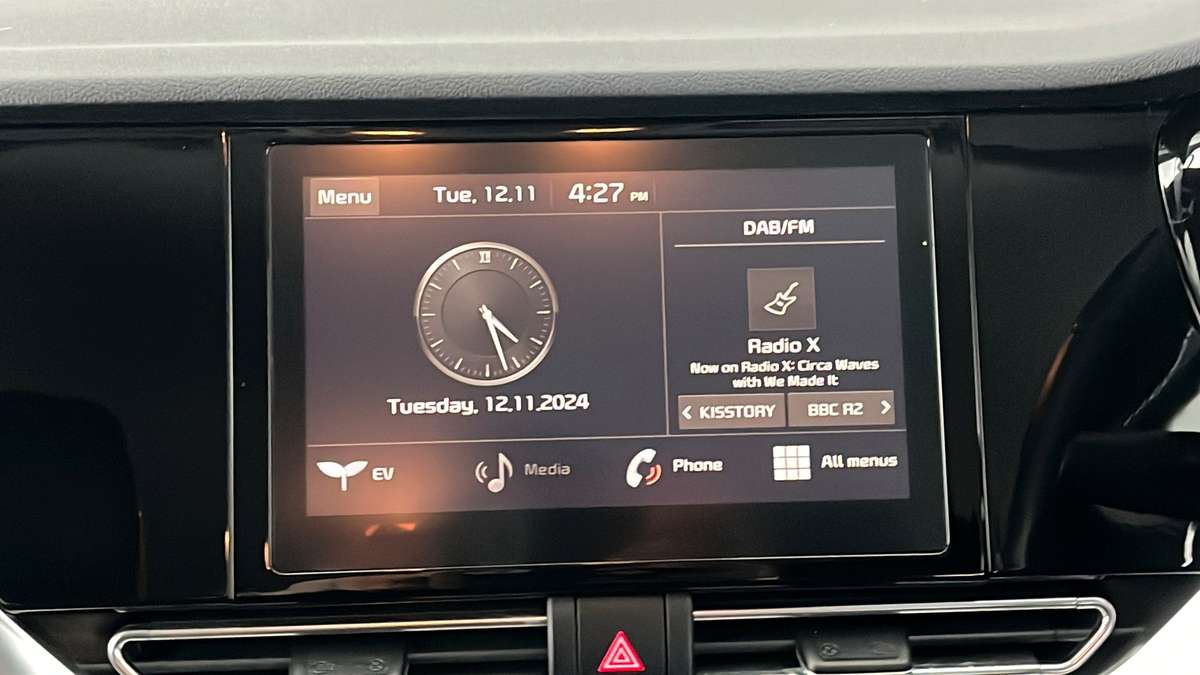 Menu Tue, 12.11 4:27 PM
DAB/FM
Radio X
Now on Radio X: Circa Waves
with We Made It
Tuesday, 12.11.2024
< KISSTORY BBC R2 >
EV Media Phone All menus